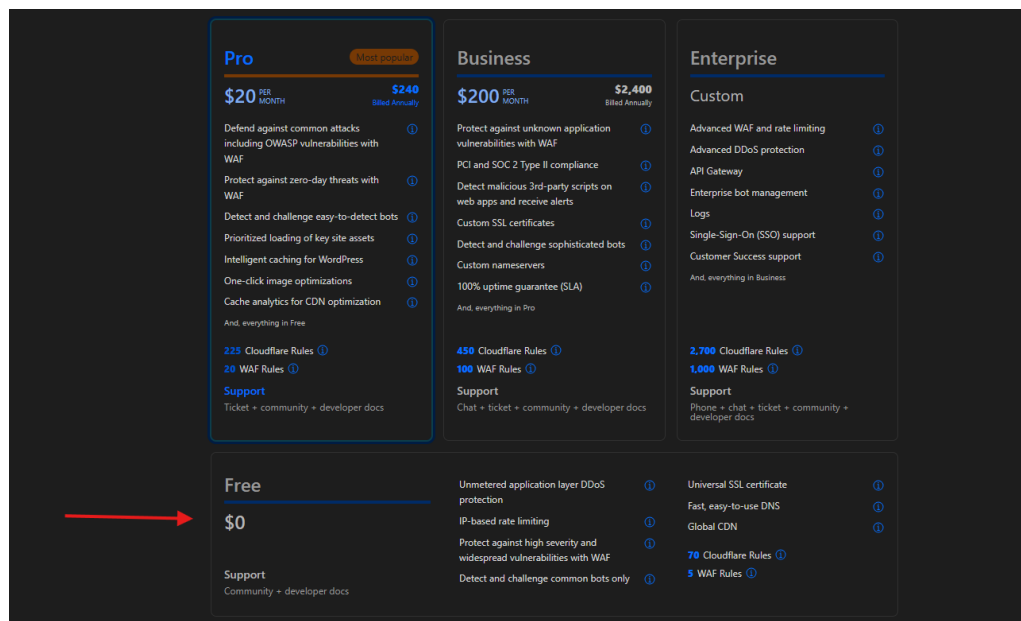 Pro
Most popular
$20 PER MONTH
$240
Billed Annually
Defend against common attacks
including OWASP vulnerabilities with
WAF
Protect against zero-day threats with
WAF
Detect and challenge easy-to-detect bots
Prioritized loading of key site assets
Intelligent caching for WordPress
One-click image optimizations
Cache analytics for CDN optimization
And, everything in Free
225 Cloudflare Rules
20 WAF Rules
Support
Ticket + community + developer docs
Business
$200 PER MONTH
$2,400
Billed Annually
Protect against unknown application
vulnerabilities with WAF
PCI and SOC 2 Type II compliance
Detect malicious 3rd-party scripts on
web apps and receive alerts
Custom SSL certificates
Detect and challenge sophisticated bots
Custom nameservers
100% uptime guarantee (SLA)
And, everything in Pro
450 Cloudflare Rules
100 WAF Rules
Support
Chat + ticket + community + developer docs
Enterprise
Custom
Advanced WAF and rate limiting
Advanced DDoS protection
API Gateway
Enterprise bot management
Logs
Single-Sign-On (SSO) support
Customer Success support
And, everything in Business
2,700 Cloudflare Rules
1,000 WAF Rules
Support
Phone + chat + ticket + community +
developer docs
Free
$0
Support
Community + developer docs
Unmetered application layer DDoS
protection
IP-based rate limiting
Protect against high severity and
widespread vulnerabilities with WAF
Detect and challenge common bots only
Universal SSL certificate
Fast, easy-to-use DNS
Global CDN
70 Cloudflare Rules
5 WAF Rules